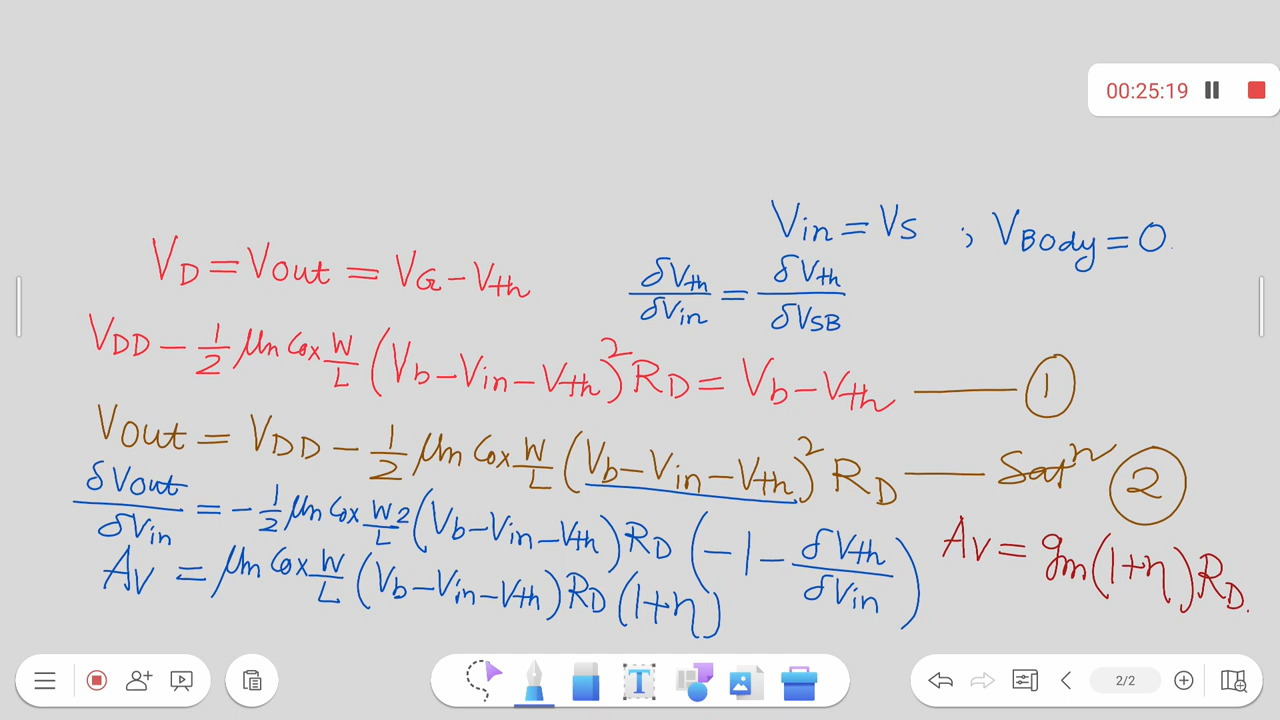 00:25:19
Vin = VS ; VBody = 0.
VD = Vout = VG - Vth
δVth/δVin = δVth/δVSB
VDD - 1/2 μn Cox W/L (Vb - Vin - Vth)² RD = Vb - Vth —— ①
Vout = VDD - 1/2 μn Cox W/L (Vb - Vin - Vth)² RD —— Satⁿ ②
δVout/δVin = - 1/2 μn Cox W/L 2 (Vb - Vin - Vth) RD (-1 - δVth/δVin)
Av = gm (1+η) RD.
Av = μn Cox W/L (Vb - Vin - Vth) RD (1+η)
T
2/2